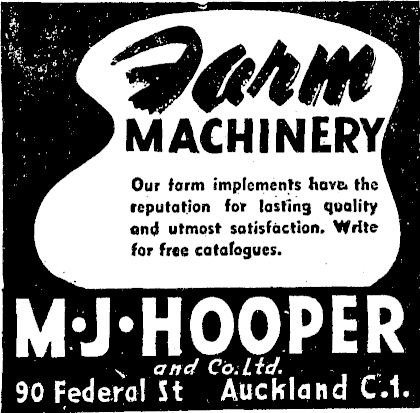 Farm
MACHINERY
Our farm implements have the
reputation for lasting quality
and utmost satisfaction. Write
for free catalogues.
M·J·HOOPER
and Co. Ltd.
90 Federal St Auckland C.1.